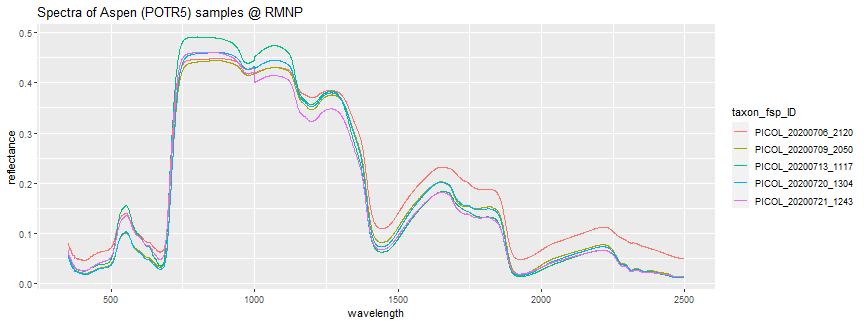 Spectra of Aspen (POTR5) samples @ RMNP
0.5
0.4
0.3
0.2
0.1
0.0
reflectance
500
1000
1500
2000
2500
wavelength
taxon_fsp_ID
PICOL_20200706_2120
PICOL_20200709_2050
PICOL_20200713_1117
PICOL_20200720_1304
PICOL_20200721_1243